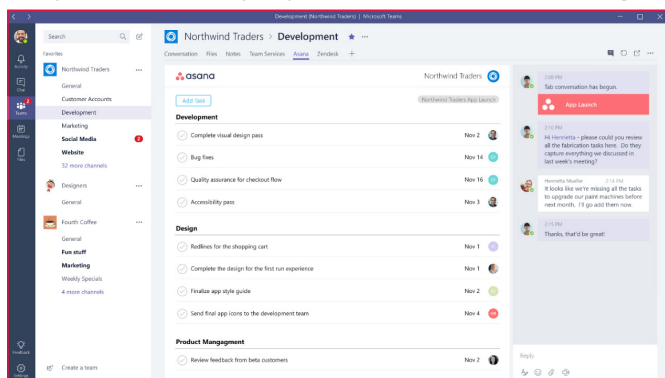 Development (Northwind Traders) | Microsoft Teams
Activity
Chat
2
Teams
Meetings
Files
Feedback
Settings
Search
Favorites
Northwind Traders
General
Customer Accounts
Development
Marketing
Social Media 2
Website
32 more channels
Designers
General
Fourth Coffee
General
Fun stuff
Marketing
Weekly Specials
4 more channels
Create a team
Northwind Traders > Development
Conversation Files Notes Team Services Asana Zendesk +
asana
Northwind Traders
Add task
Northwind Traders App Launch
Development
Complete visual design pass Nov 2
Bug fixes Nov 14
Quality assurance for checkout flow Nov 16
Accessibility pass Nov 3
Design
Redlines for the shopping cart Nov 1
Complete the design for the first run experience Nov 1
Finalize app style guide Nov 2
Send final app icons to the development team Nov 4
Product Mangagment
Review feedback from beta customers Nov 2
2:08 PM
Tab conversation has begun.
App Launch
2:10 PM
Hi Henrietta - please could you review
all the fabrication tasks here. Do they
capture everything we discussed in
last week's meeting?
Henrietta Mueller 2:14 PM
It looks like we're missing all the tasks
to upgrade our paint machines before
next month. I'll go add them now.
2:15 PM
Thanks, that'd be great!
Reply